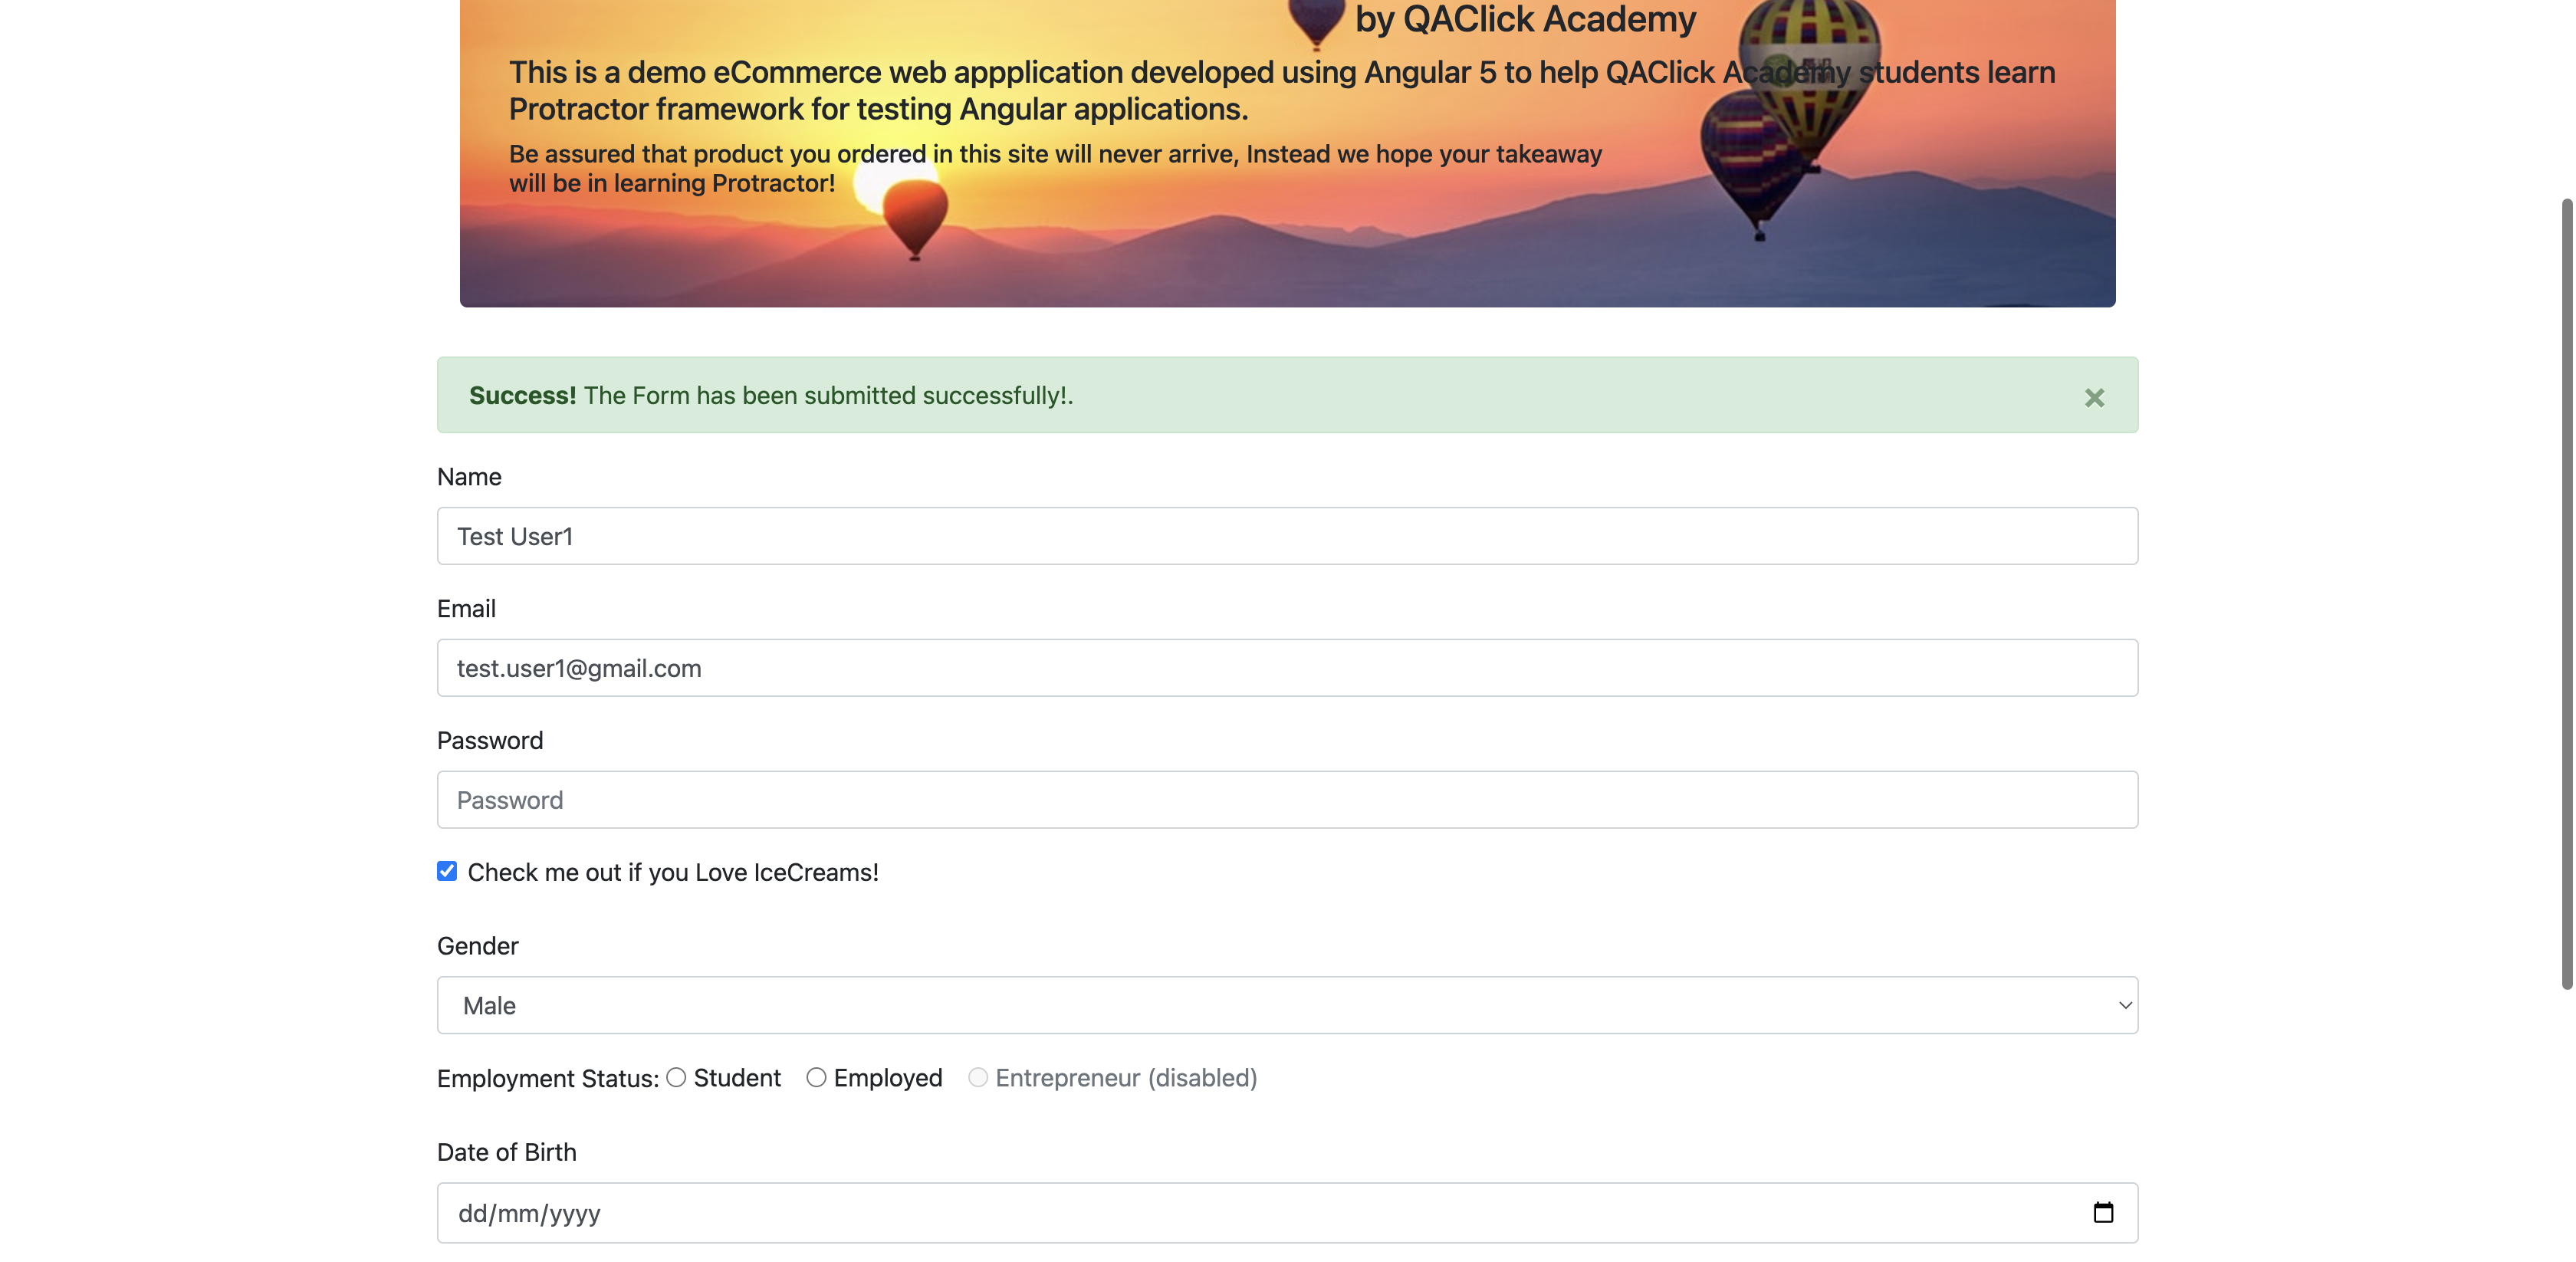 by QAClick Academy
This is a demo eCommerce web appplication developed using Angular 5 to help QAClick Academy students learn
Protractor framework for testing Angular applications.
Be assured that product you ordered in this site will never arrive, Instead we hope your takeaway
will be in learning Protractor!
Success! The Form has been submitted successfully!.
×
Name
Test User1
Email
test.user1@gmail.com
Password
Password
Check me out if you Love IceCreams!
Gender
Male
Employment Status: Student Employed Entrepreneur (disabled)
Date of Birth
dd/mm/yyyy